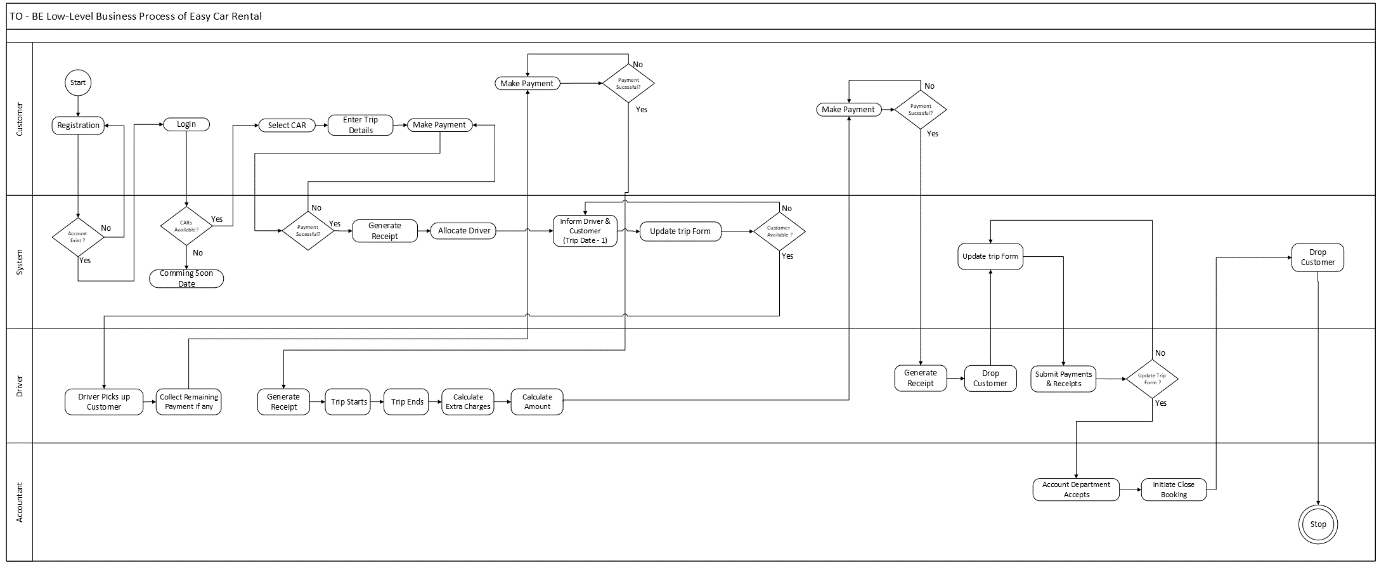 TO - BE Low-Level Business Process of Easy Car Rental
Customer
Start
Registration
Login
Select CAR
Enter Trip
Details
Make Payment
Make Payment
Payment
Sucessful?
No
Yes
Make Payment
Payment
Sucessful?
No
Yes
System
Account
Exist ?
No
Yes
CARs
Available ?
Yes
No
Comming Soon
Date
Payment
Sucessful?
No
Yes
Generate
Receipt
Allocate Driver
Inform Driver &
Customer
(Trip Date - 1)
Update trip Form
Customer
Available ?
No
Yes
Update trip Form
Drop
Customer
Driver
Driver Picks up
Customer
Collect Remaining
Payment if any
Generate
Receipt
Trip Starts
Trip Ends
Calculate
Extra Charges
Calculate
Amount
Generate
Receipt
Drop
Customer
Submit Payments
& Receipts
Update Trip
Form ?
No
Yes
Accountant
Account Department
Accepts
Initiate Close
Booking
Stop